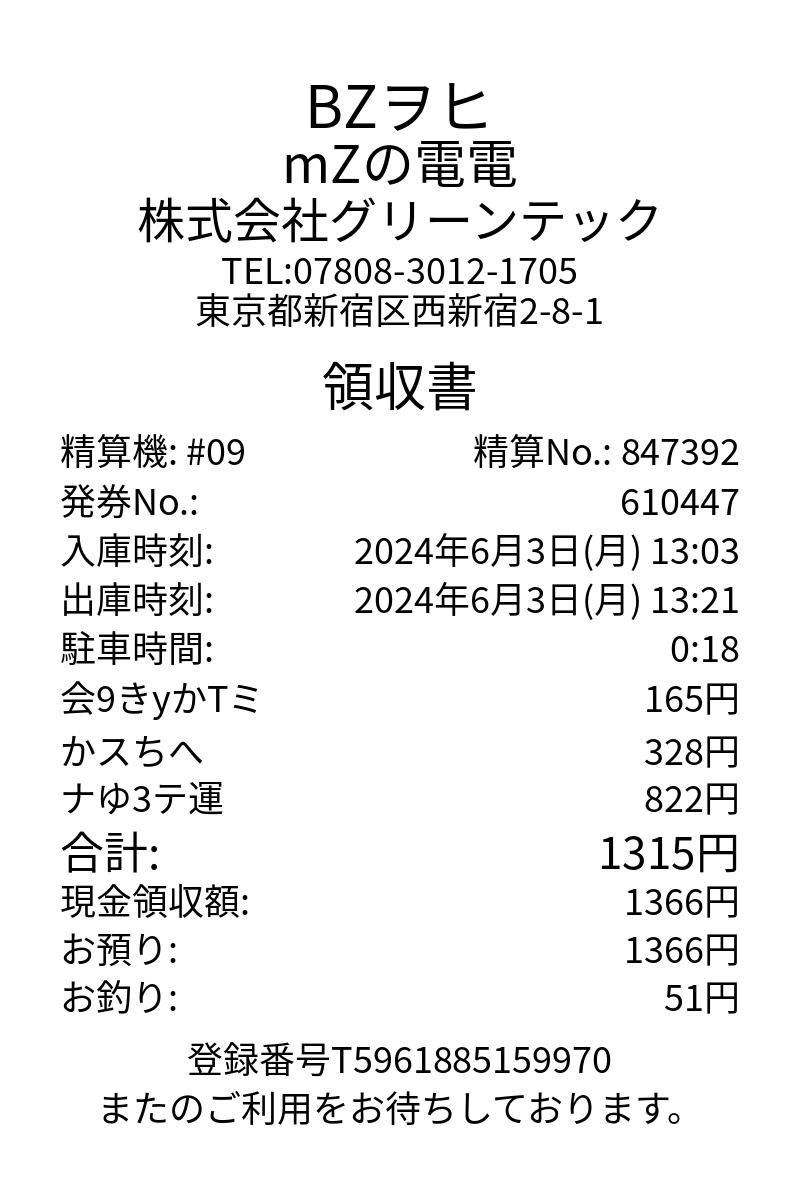 BZヲヒ
mZの電電
株式会社グリーンテック
TEL:07808-3012-1705
東京都新宿区西新宿2-8-1
領収書
精算機: #09 精算No.: 847392
発券No.: 610447
入庫時刻: 2024年6月3日(月) 13:03
出庫時刻: 2024年6月3日(月) 13:21
駐車時間: 0:18
会9きyかTミ 165円
かスちへ 328円
ナゆ3テ運 822円
合計: 1315円
現金領収額: 1366円
お預り: 1366円
お釣り: 51円
登録番号T5961885159970
またのご利用をお待ちしております。